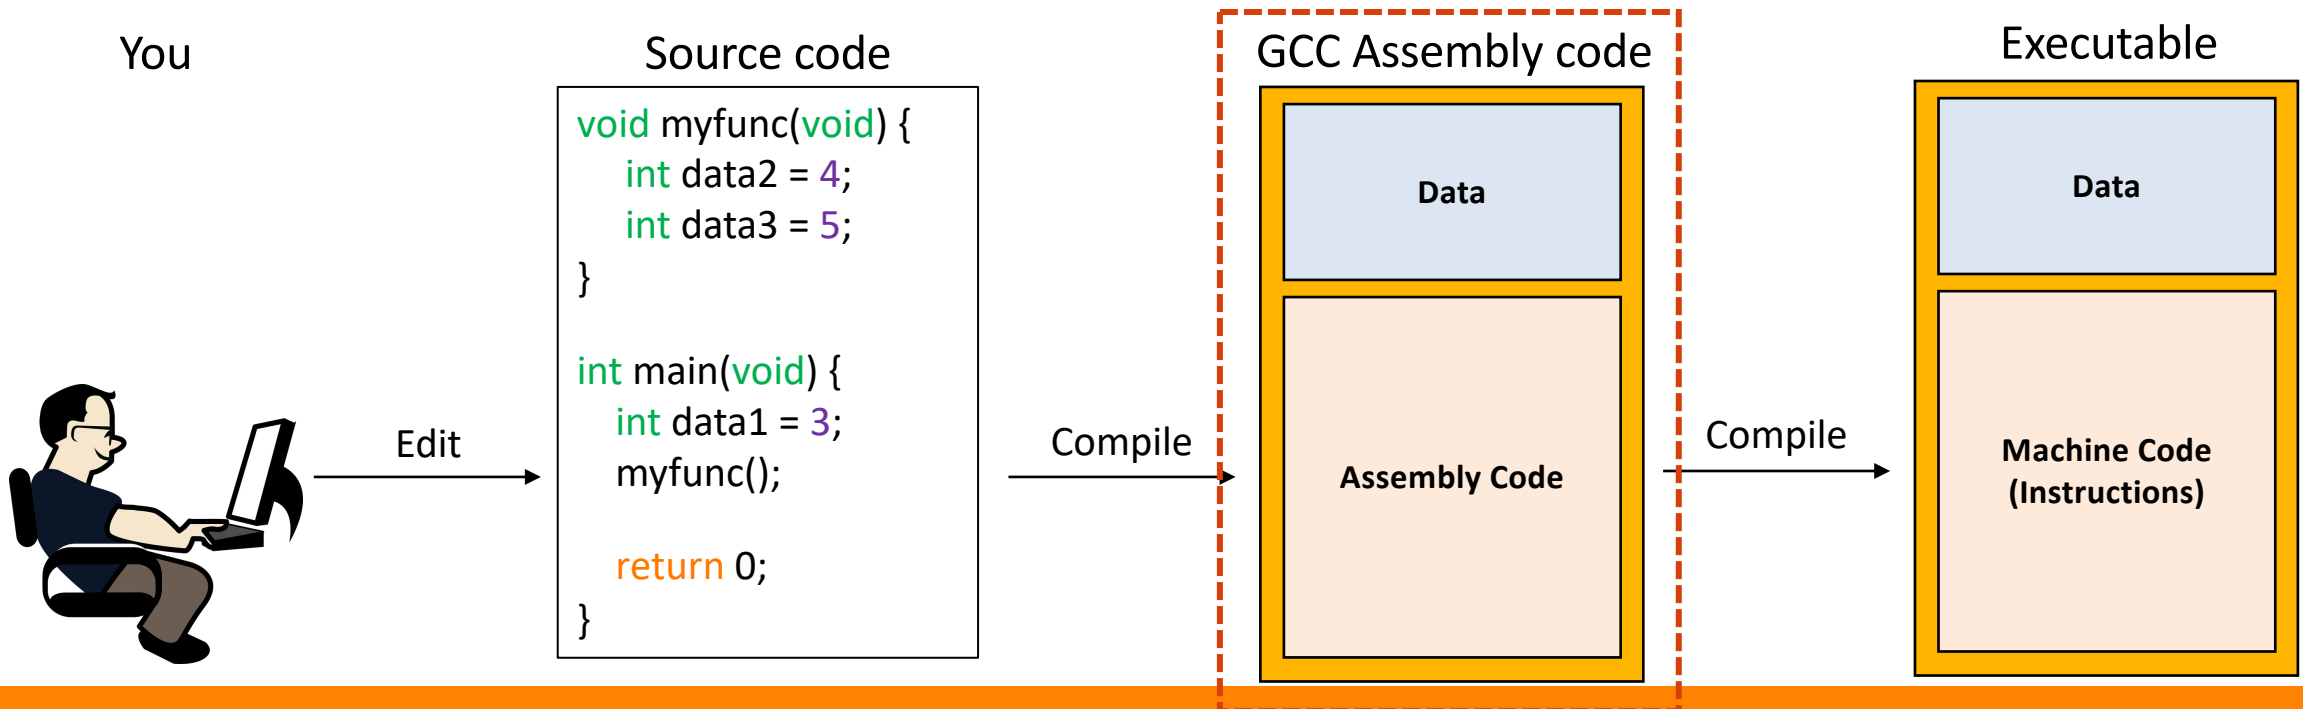 You
Edit
Source code
void myfunc(void) {
int data2 = 4;
int data3 = 5;
}
int main(void) {
int data1 = 3;
myfunc();
return 0;
}
Compile
GCC Assembly code
Data
Assembly Code
Compile
Executable
Data
Machine Code
(Instructions)